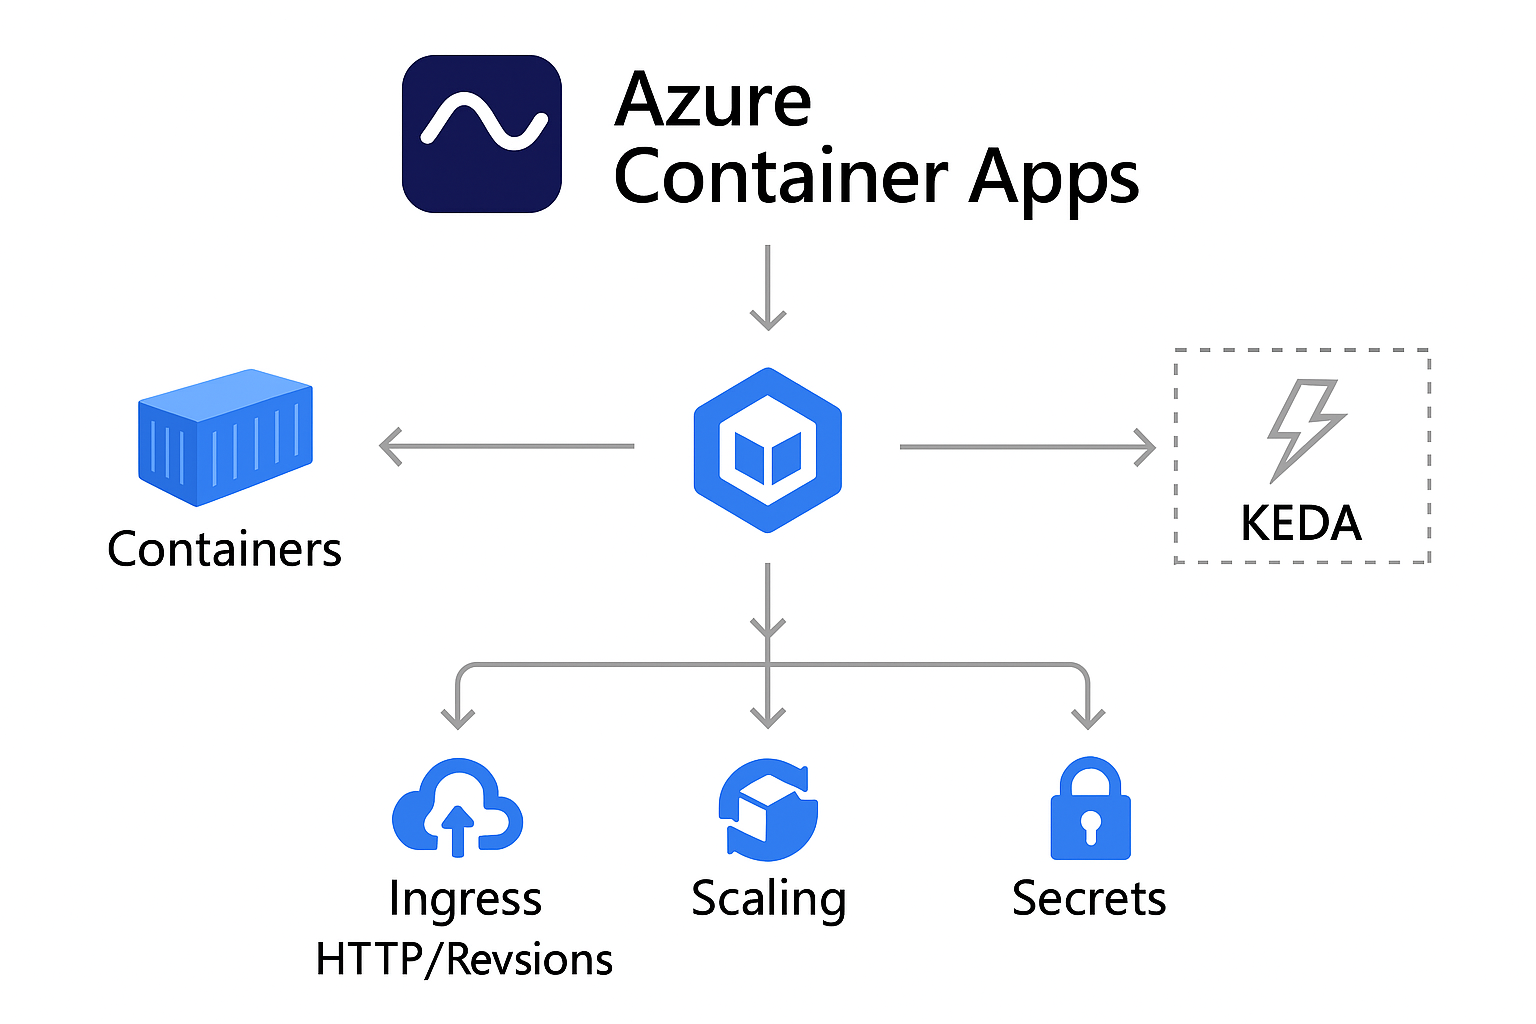 Azure
Container Apps
Containers
KEDA
Ingress
HTTP/Revsions
Scaling
Secrets